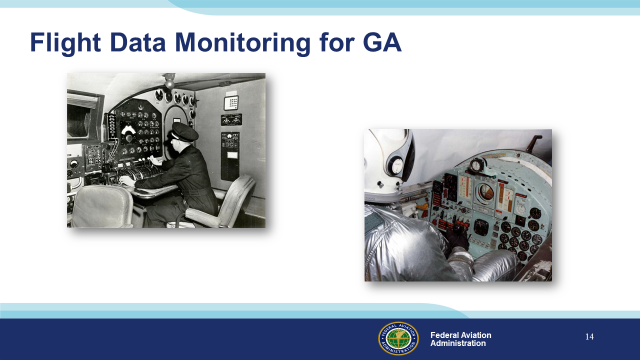 Flight Data Monitoring for GA
Federal Aviation
Administration
14